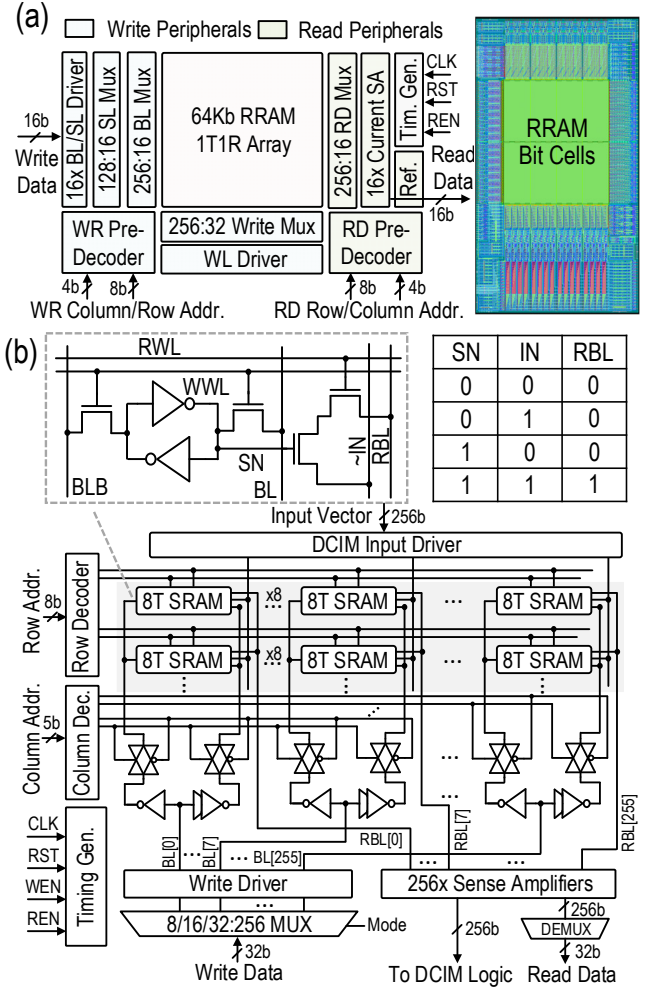 (a)
Write Peripherals
Read Peripherals
16b
Write
Data
16x BL/SL Driver
128:16 SL Mux
256:16 BL Mux
64Kb RRAM
1T1R Array
256:16 RD Mux
16x Current SA
Tim. Gen.
Ref.
CLK
RST
REN
Read
Data
16b
RRAM
Bit Cells
WR Pre-
Decoder
256:32 Write Mux
WL Driver
RD Pre-
Decoder
4b
8b
8b
4b
WR Column/Row Addr.
RD Row/Column Addr.
(b)
RWL
WWL
SN
~IN
RBL
BLB
BL
SN IN RBL
0 0 0
0 1 0
1 0 0
1 1 1
Input Vector
256b
DCIM Input Driver
Row Addr.
8b
Row Decoder
8T SRAM
x8
...
8T SRAM
...
8T SRAM
8T SRAM
x8
...
8T SRAM
...
8T SRAM
Column Addr.
5b
Column Dec.
CLK
RST
WEN
REN
Timing Gen.
BL[0]
...
BL[7]
... BL[255]
RBL[0]
RBL[7]
RBL[255]
Write Driver
256x Sense Amplifiers
8/16/32:256 MUX
Mode
32b
Write Data
256b
To DCIM Logic
256b
DEMUX
32b
Read Data